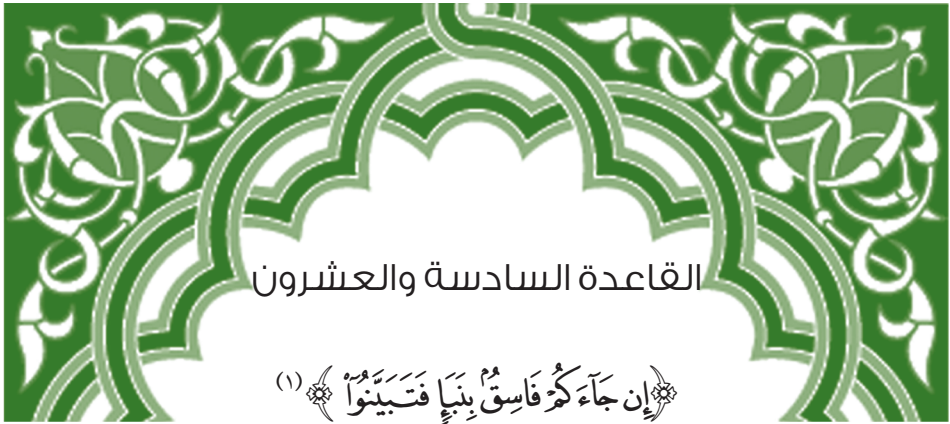 القاعدة السادسة والعشرون
﴿إِن جَآءَكُمۡ فَاسِقُۢ بِنَبَإٖ فَتَبَيَّنُوٓاْ﴾ (١)